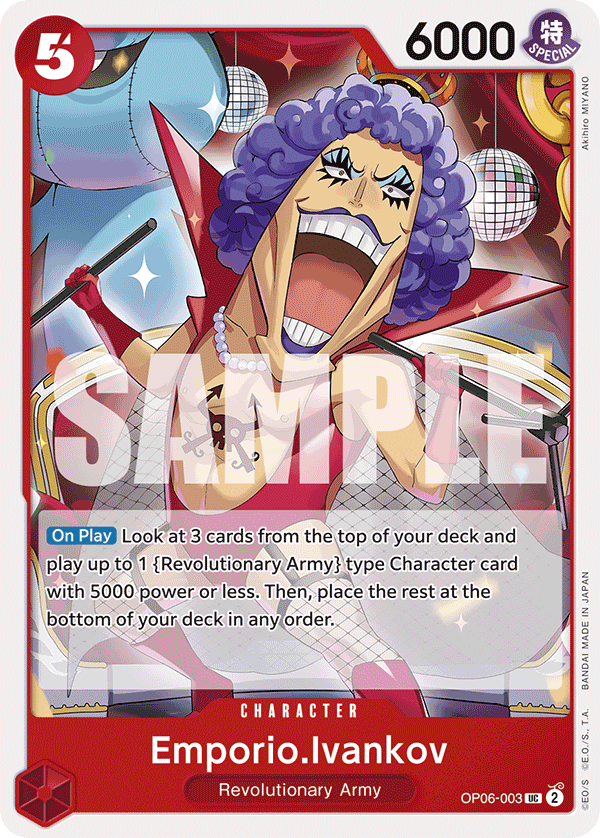 5
6000
特
SPECIAL
Akihiro MIYANO
SAMPLE
On Play Look at 3 cards from the top of your deck and
play up to 1 {Revolutionary Army} type Character card
with 5000 power or less. Then, place the rest at the
bottom of your deck in any order.
CHARACTER
Emporio.Ivankov
Revolutionary Army
OP06-003 UC 2
©EO/S ©E.O./S., T.A. BANDAI MADE IN JAPAN